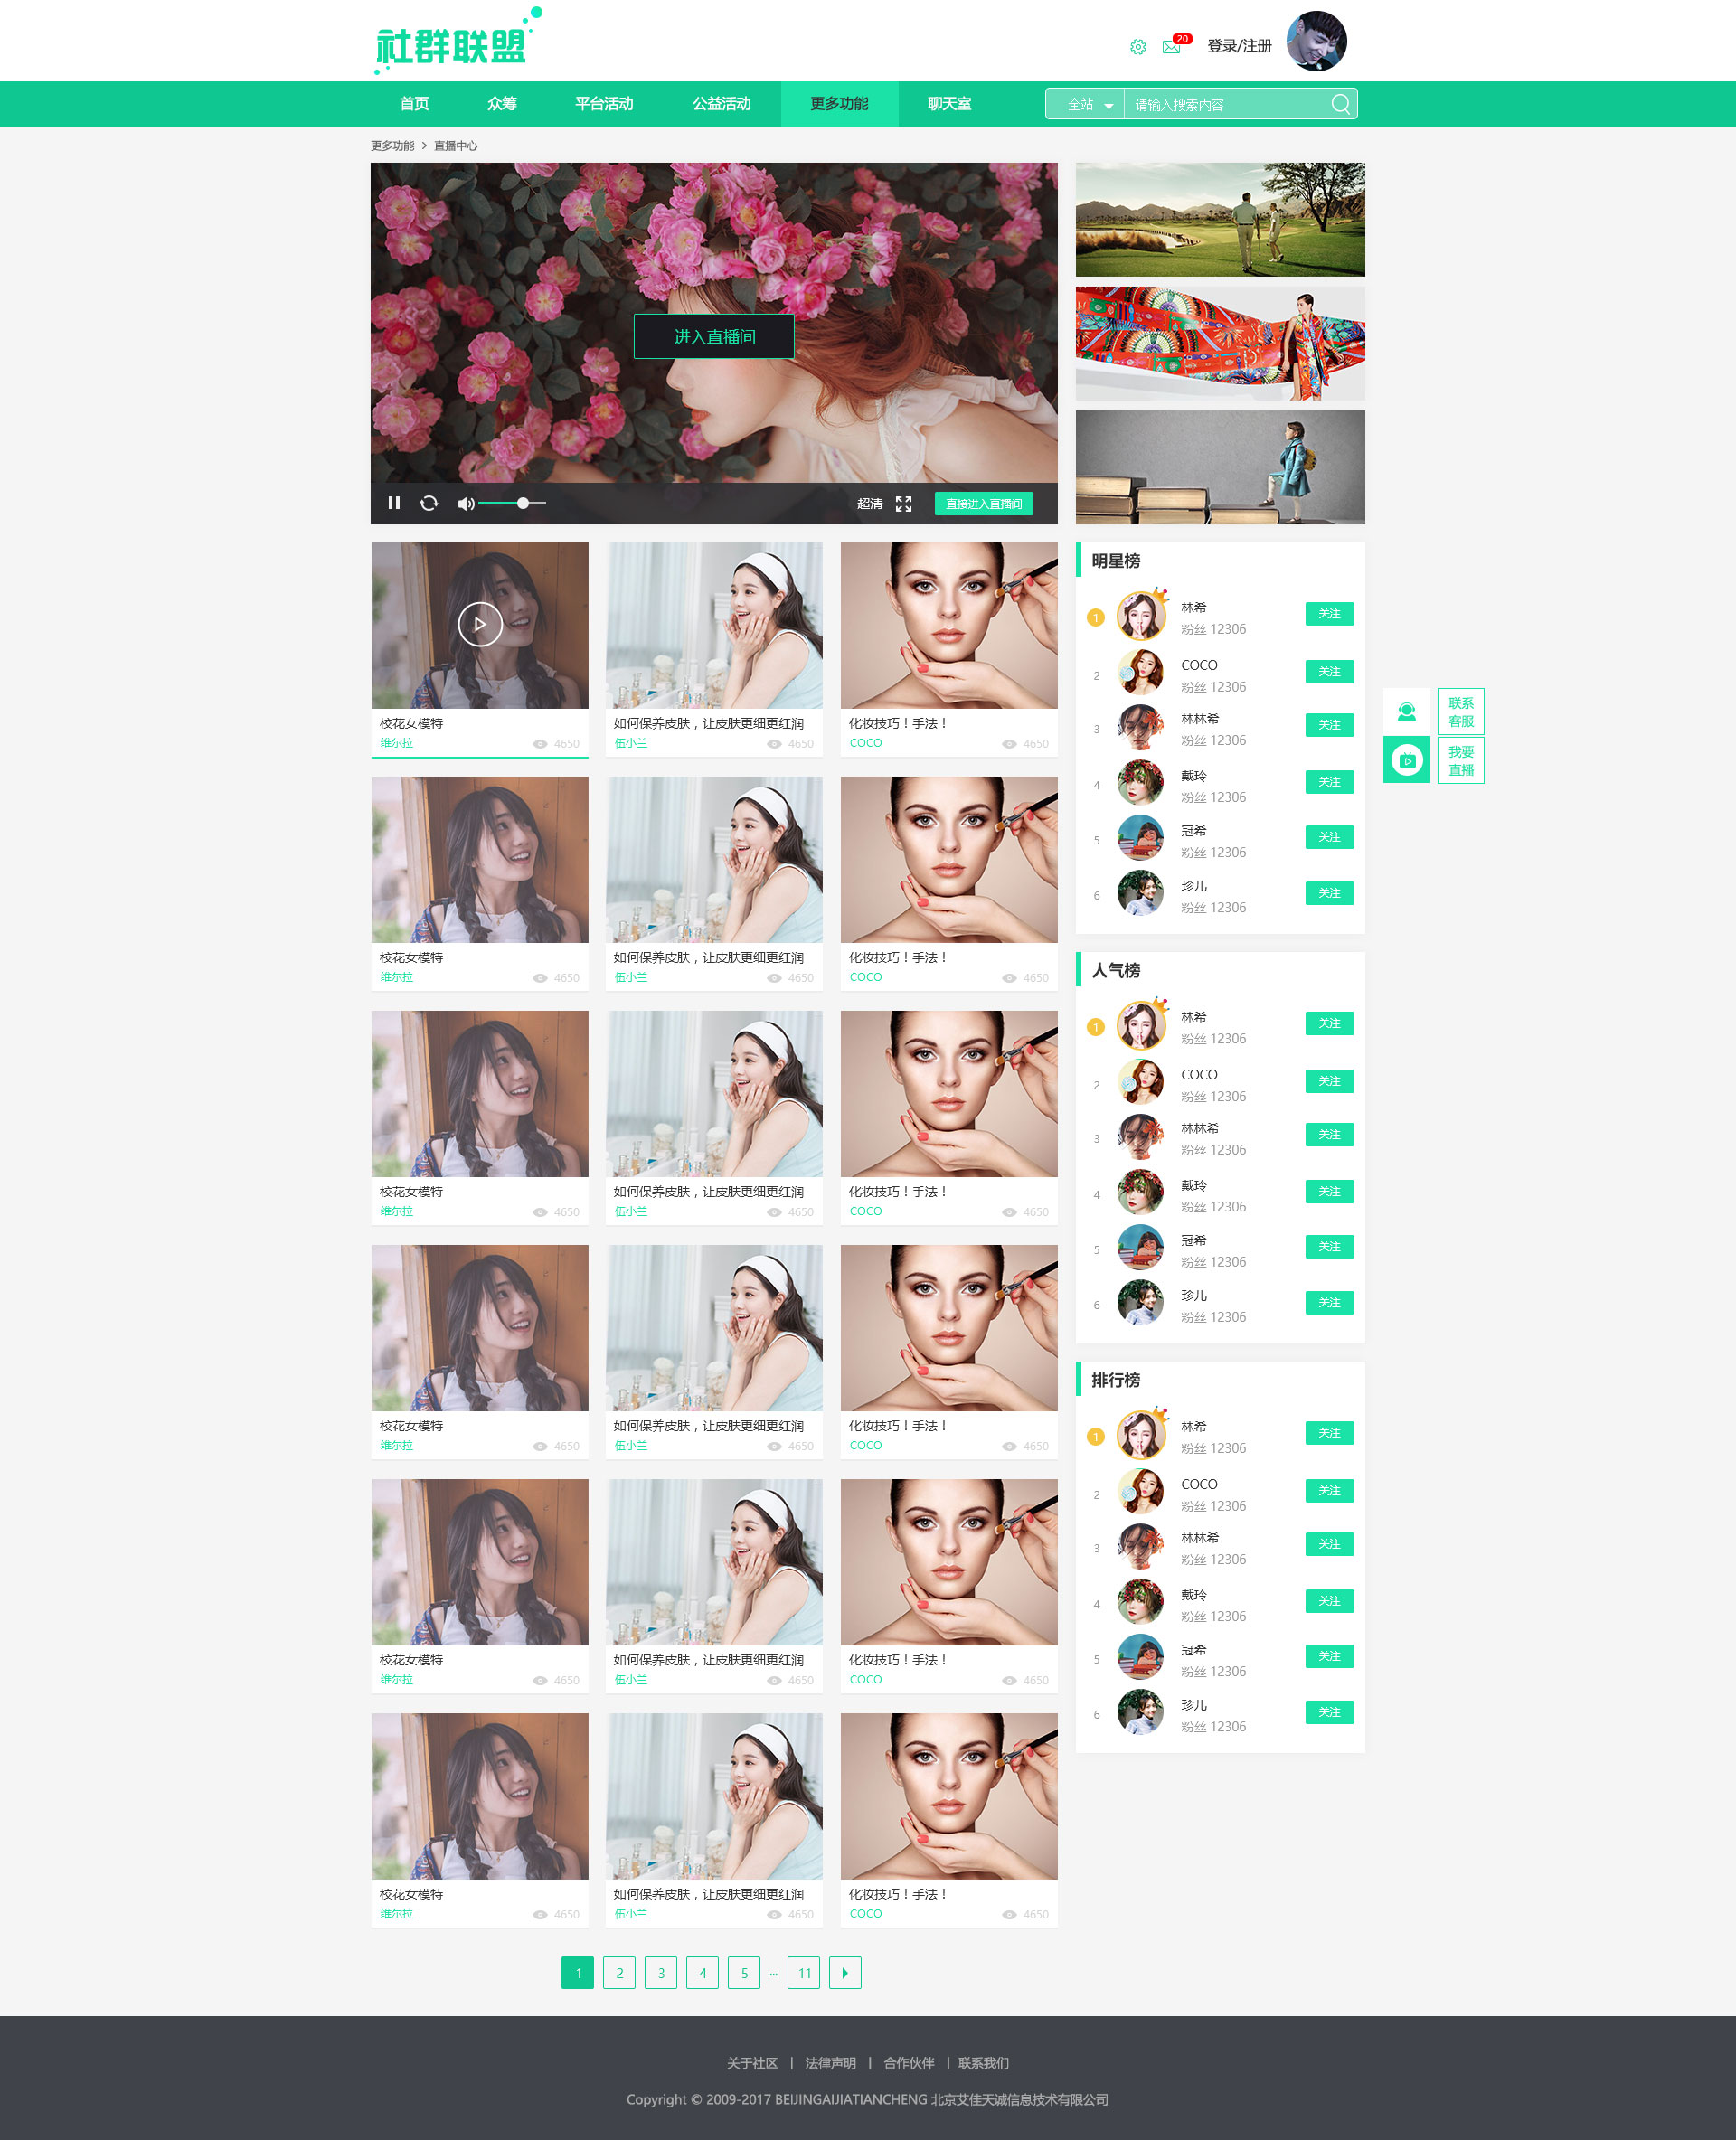 社群联盟
20
登录/注册
首页 众筹 平台活动 公益活动 更多功能 聊天室 全站 请输入搜索内容
更多功能 > 直播中心
进入直播间
超清 直接进入直播间
校花女模特
维尔拉 4650
如何保养皮肤，让皮肤更细更红润
伍小兰 4650
化妆技巧！手法！
COCO 4650
校花女模特
维尔拉 4650
如何保养皮肤，让皮肤更细更红润
伍小兰 4650
化妆技巧！手法！
COCO 4650
校花女模特
维尔拉 4650
如何保养皮肤，让皮肤更细更红润
伍小兰 4650
化妆技巧！手法！
COCO 4650
校花女模特
维尔拉 4650
如何保养皮肤，让皮肤更细更红润
伍小兰 4650
化妆技巧！手法！
COCO 4650
校花女模特
维尔拉 4650
如何保养皮肤，让皮肤更细更红润
伍小兰 4650
化妆技巧！手法！
COCO 4650
校花女模特
维尔拉 4650
如何保养皮肤，让皮肤更细更红润
伍小兰 4650
化妆技巧！手法！
COCO 4650
1 2 3 4 5 ··· 11
明星榜
1 林希 关注
粉丝 12306
2 COCO 关注
粉丝 12306
3 林林希 关注
粉丝 12306
4 戴玲 关注
粉丝 12306
5 冠希 关注
粉丝 12306
6 珍儿 关注
粉丝 12306
人气榜
1 林希 关注
粉丝 12306
2 COCO 关注
粉丝 12306
3 林林希 关注
粉丝 12306
4 戴玲 关注
粉丝 12306
5 冠希 关注
粉丝 12306
6 珍儿 关注
粉丝 12306
排行榜
1 林希 关注
粉丝 12306
2 COCO 关注
粉丝 12306
3 林林希 关注
粉丝 12306
4 戴玲 关注
粉丝 12306
5 冠希 关注
粉丝 12306
6 珍儿 关注
粉丝 12306
联系
客服
我要
直播
关于社区 | 法律声明 | 合作伙伴 | 联系我们
Copyright © 2009-2017 BEIJINGAIJIATIANCHENG 北京艾佳天诚信息技术有限公司